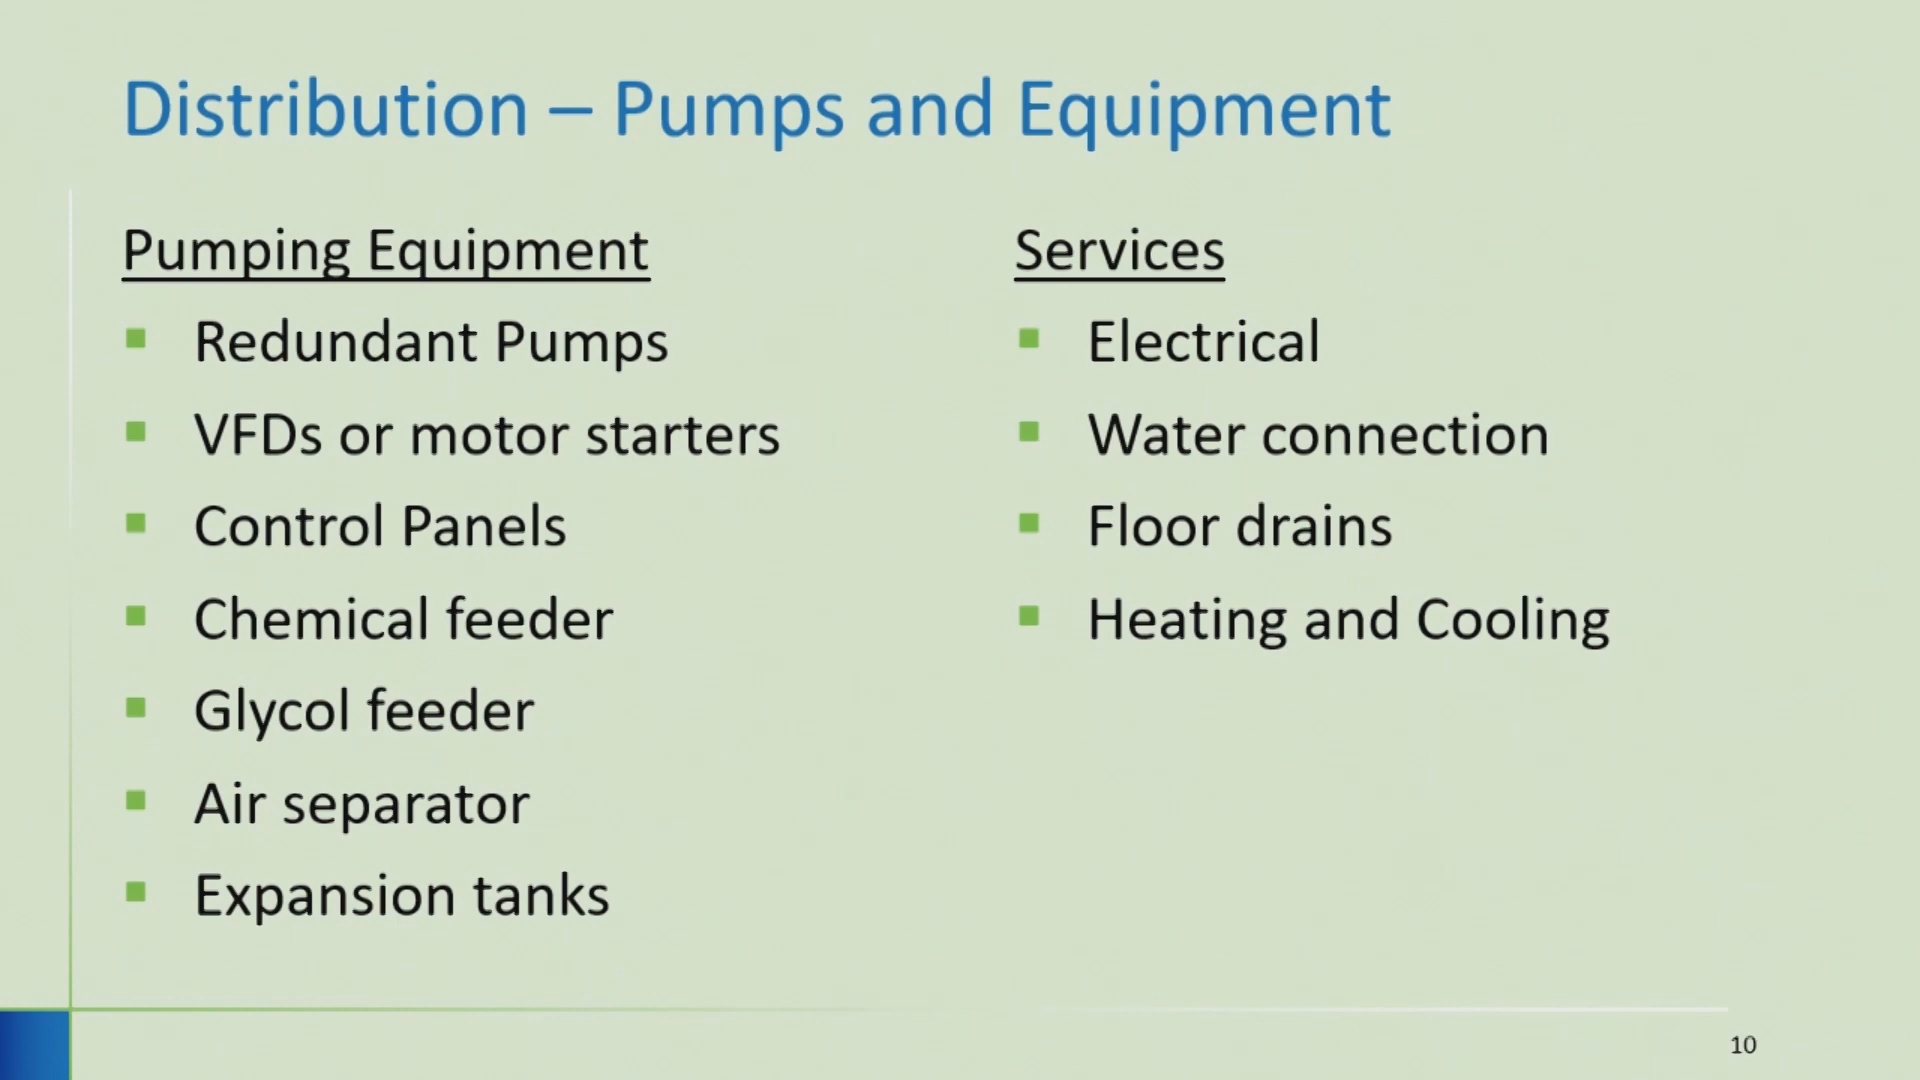 Distribution – Pumps and Equipment
Pumping Equipment
Redundant Pumps
VFDs or motor starters
Control Panels
Chemical feeder
Glycol feeder
Air separator
Expansion tanks
Services
Electrical
Water connection
Floor drains
Heating and Cooling
10